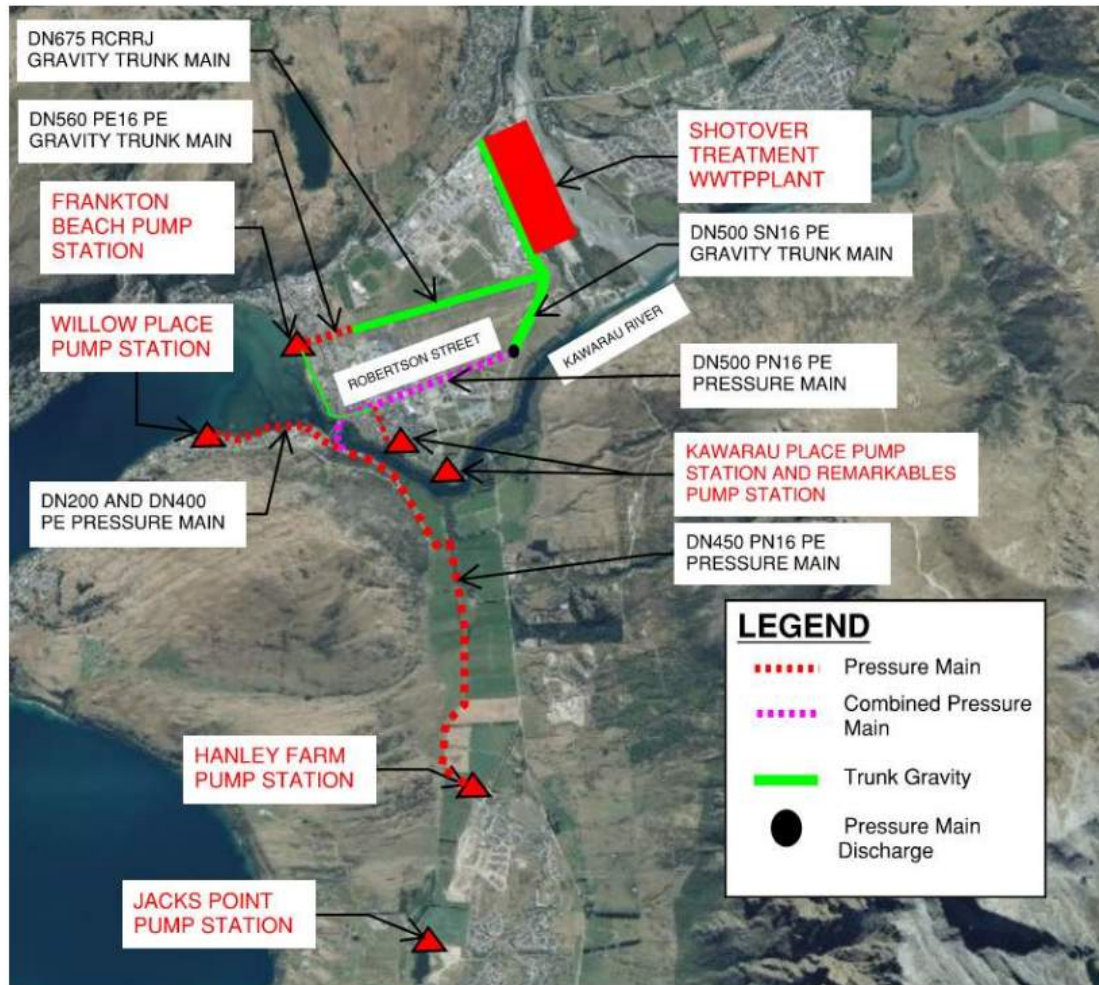 DN675 RCRRJ
GRAVITY TRUNK MAIN
DN560 PE16 PE
GRAVITY TRUNK MAIN
FRANKTON
BEACH PUMP
STATION
WILLOW PLACE
PUMP STATION
SHOTOVER
TREATMENT
WWTPPLANT
DN500 SN16 PE
GRAVITY TRUNK MAIN
ROBERTSON STREET
KAWARAU RIVER
DN500 PN16 PE
PRESSURE MAIN
KAWARAU PLACE PUMP
STATION AND REMARKABLES
PUMP STATION
DN200 AND DN400
PE PRESSURE MAIN
DN450 PN16 PE
PRESSURE MAIN
HANLEY FARM
PUMP STATION
JACKS POINT
PUMP STATION
LEGEND
Pressure Main
Combined Pressure
Main
Trunk Gravity
Pressure Main
Discharge